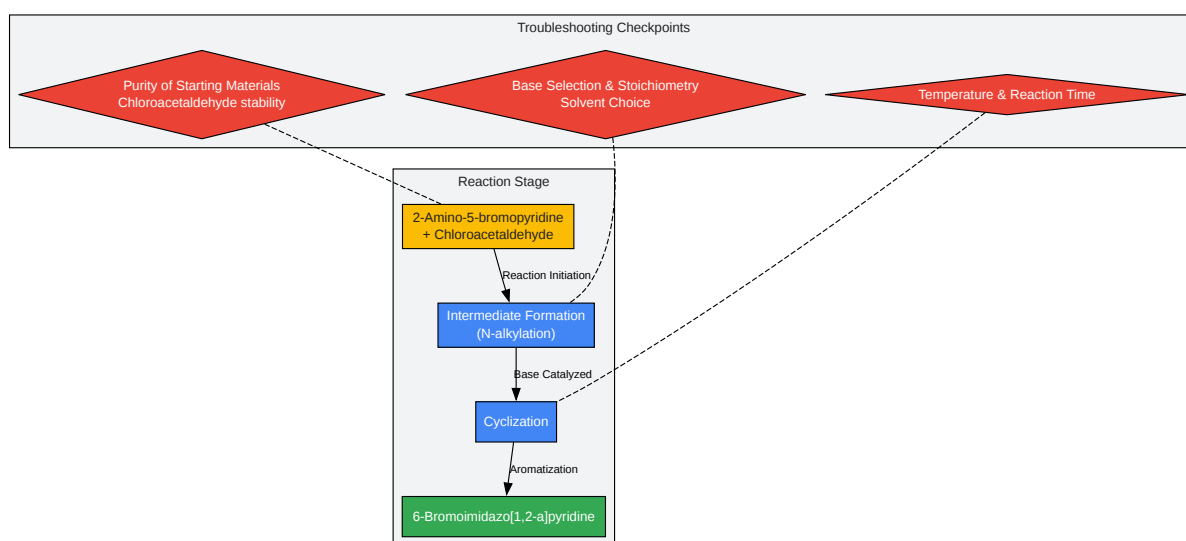 Troubleshooting Checkpoints
Purity of Starting Materials
Chloroacetaldehyde stability
Base Selection & Stoichiometry
Solvent Choice
Temperature & Reaction Time
Reaction Stage
2-Amino-5-bromopyridine
+ Chloroacetaldehyde
Reaction Initiation
Intermediate Formation
(N-alkylation)
Base Catalyzed
Cyclization
Aromatization
6-Bromoimidazo[1,2-a]pyridine